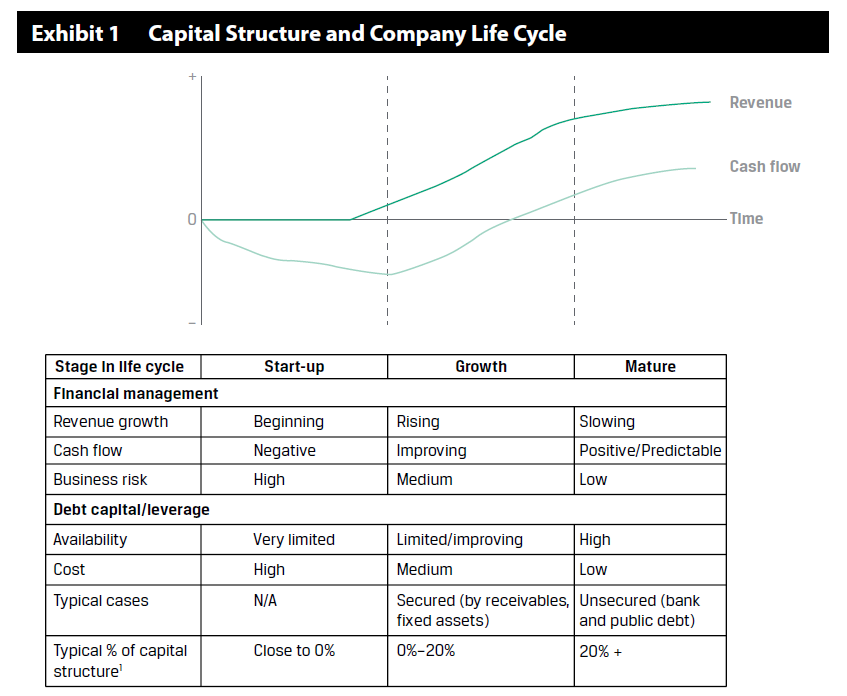 Exhibit 1 Capital Structure and Company Life Cycle
+
Revenue
Cash flow
0
Time
–
Stage in life cycle Start-up Growth Mature
Financial management
Revenue growth Beginning Rising Slowing
Cash flow Negative Improving Positive/Predictable
Business risk High Medium Low
Debt capital/leverage
Availability Very limited Limited/improving High
Cost High Medium Low
Typical cases N/A Secured (by receivables, Unsecured (bank
fixed assets) and public debt)
Typical % of capital Close to 0% 0%–20% 20% +
structure¹